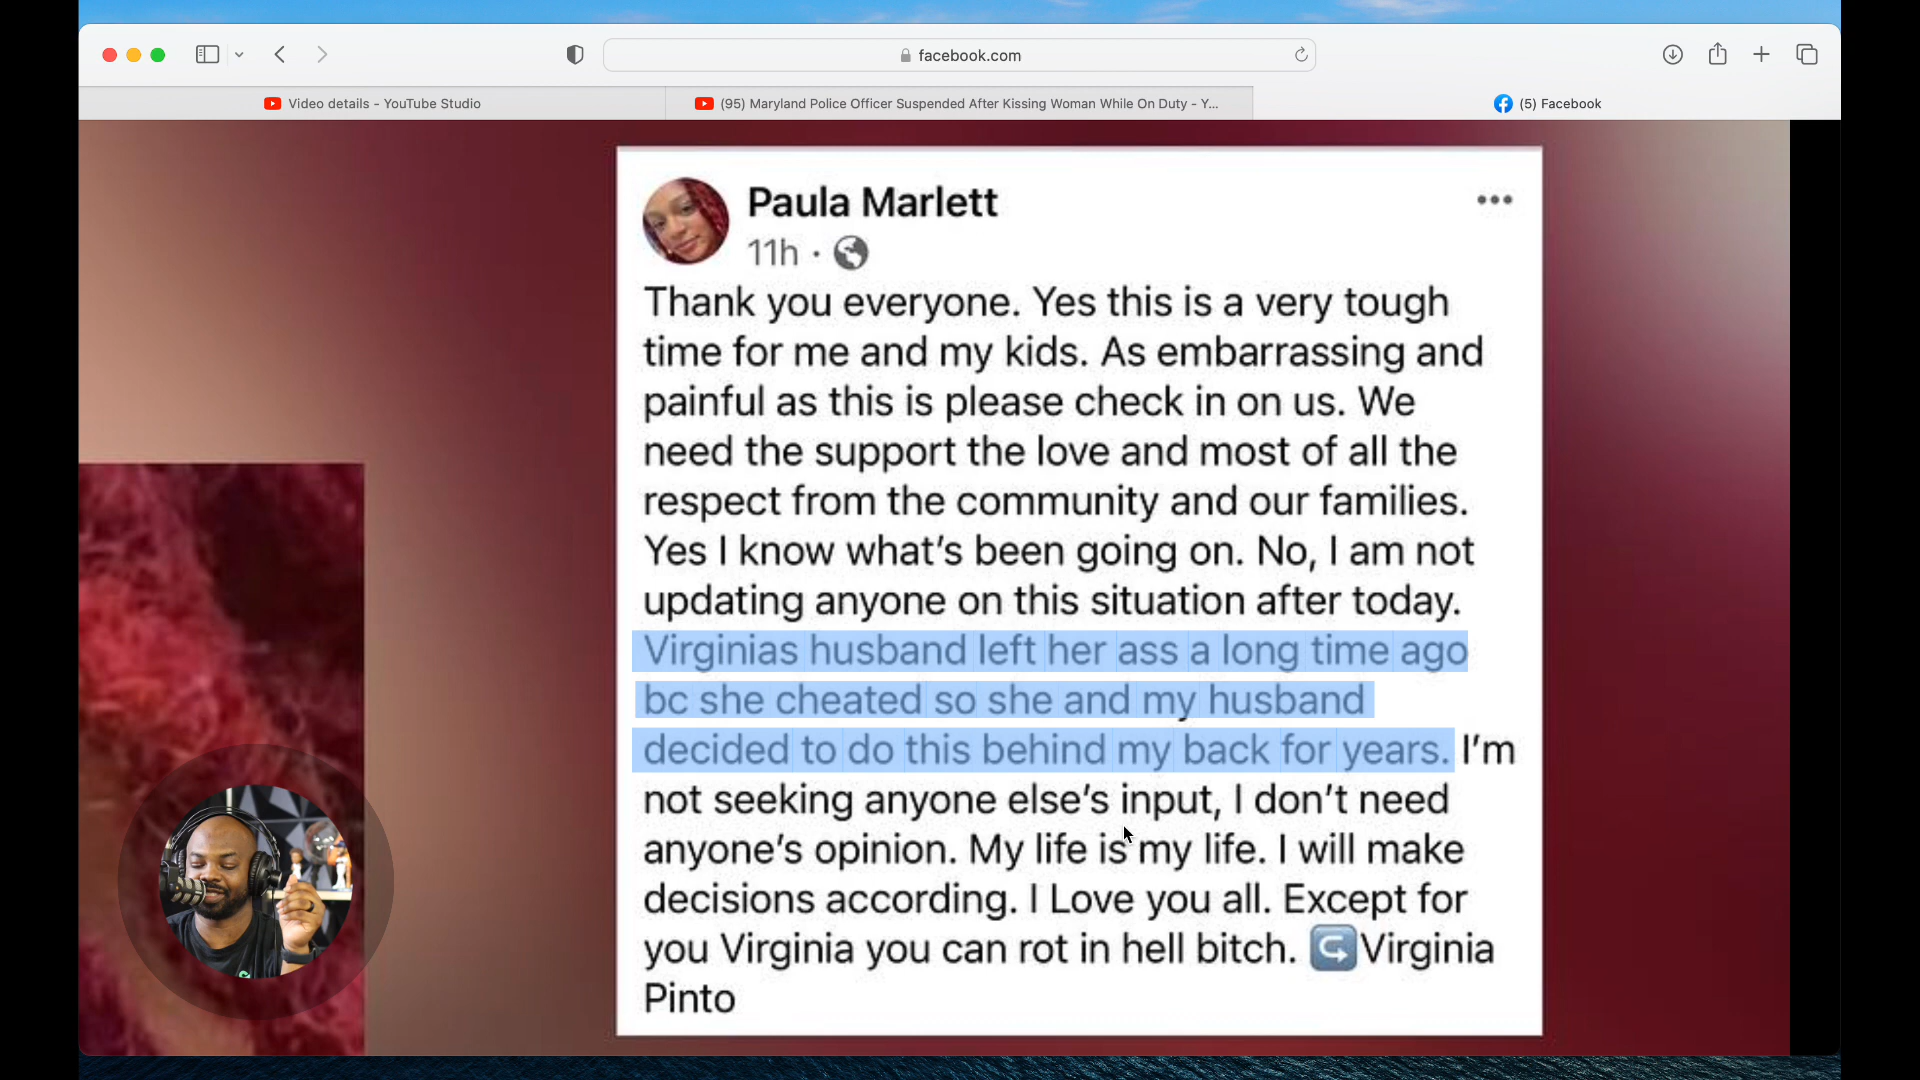 facebook.com
Video details - YouTube Studio
(95) Maryland Police Officer Suspended After Kissing Woman While On Duty - Y...
(5) Facebook
Paula Marlett
11h ·
Thank you everyone. Yes this is a very tough
time for me and my kids. As embarrassing and
painful as this is please check in on us. We
need the support the love and most of all the
respect from the community and our families.
Yes I know what's been going on. No, I am not
updating anyone on this situation after today.
Virginias husband left her ass a long time ago
bc she cheated so she and my husband
decided to do this behind my back for years. I'm
not seeking anyone else's input, I don't need
anyone's opinion. My life is my life. I will make
decisions according. I Love you all. Except for
you Virginia you can rot in hell bitch. ↪️Virginia
Pinto